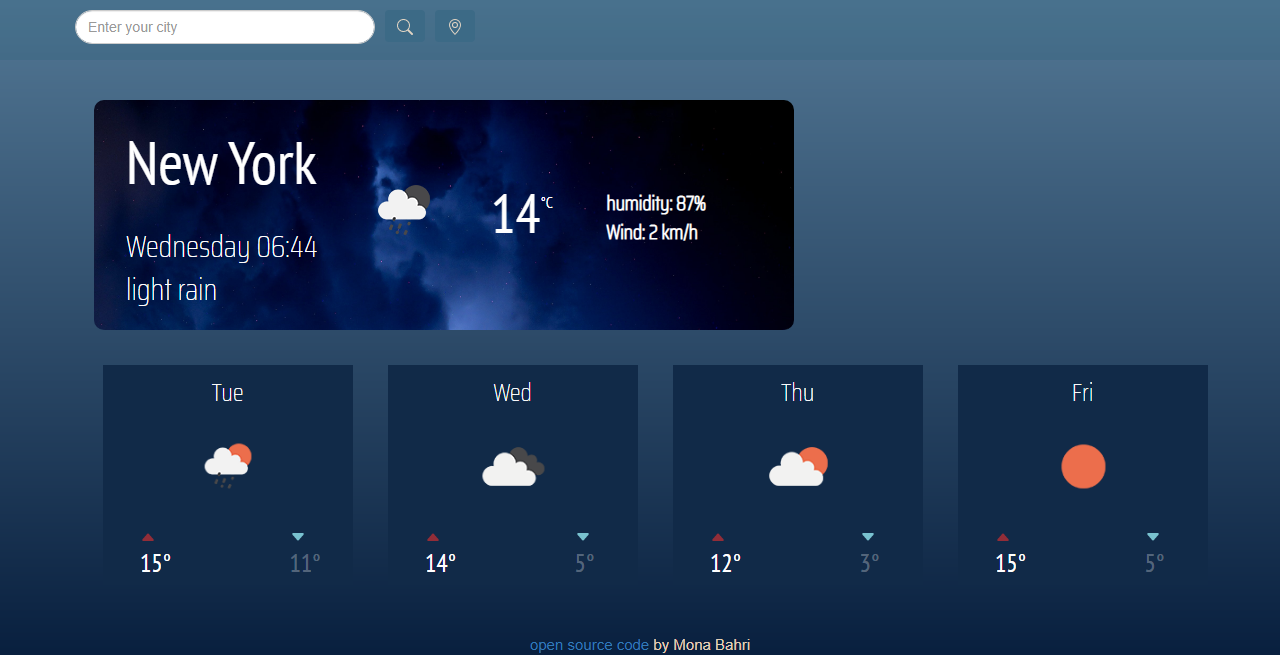 Enter your city
New York
Wednesday 06:44
light rain
14°C
humidity: 87%
Wind: 2 km/h
Tue
15°
11°
Wed
14°
5°
Thu
12°
3°
Fri
15°
5°
open source code by Mona Bahri